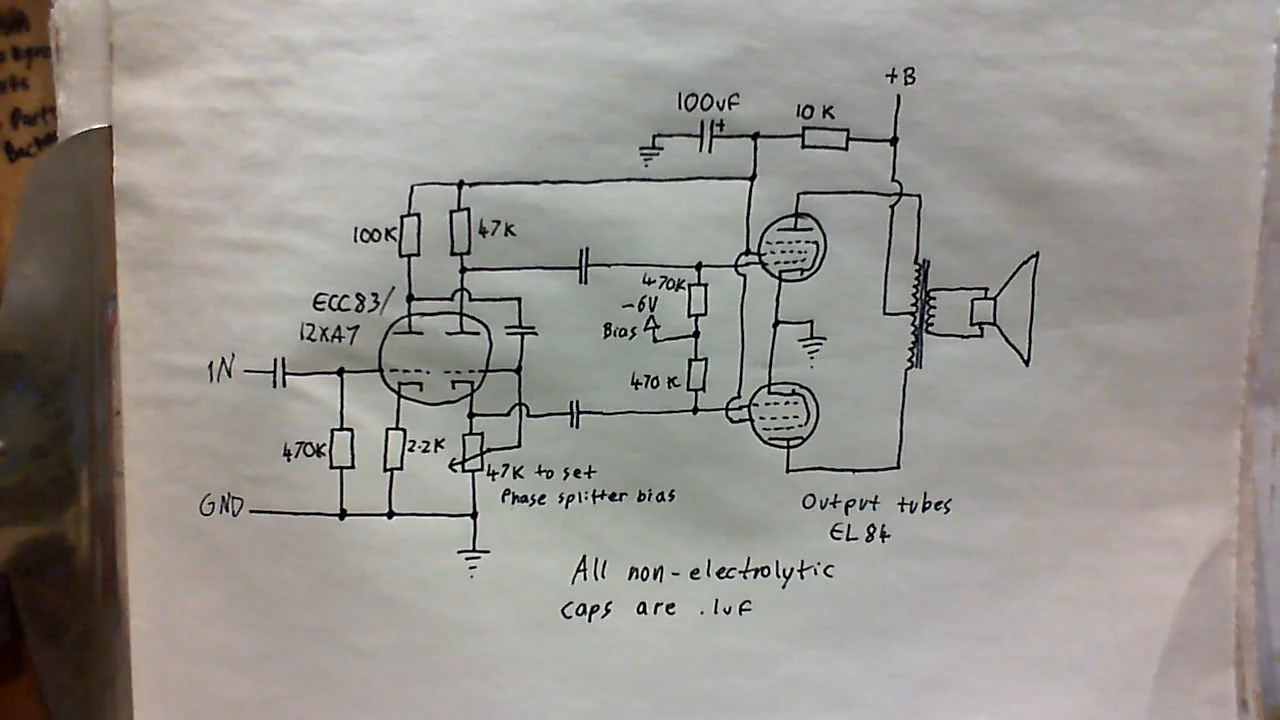 +B
100uF
+
10K
100K
47K
ECC83/
12XA7
470K
-6V
Bias
IN
470K
470K
2.2K
47K to set
Phase splitter bias
GND
Output tubes
EL84
All non-electrolytic
caps are .1uF